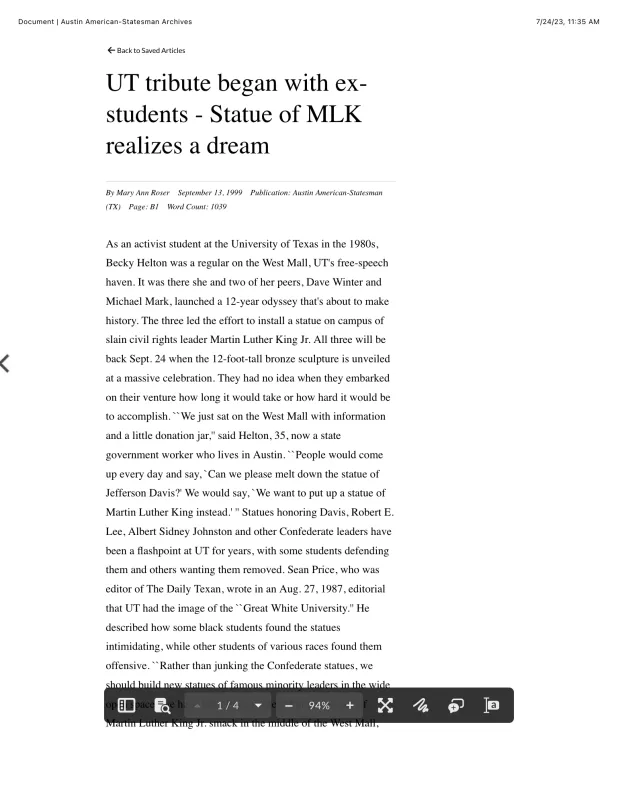 Document | Austin American-Statesman Archives
7/24/23, 11:35 AM
Back to Saved Articles
UT tribute began with ex-
students - Statue of MLK
realizes a dream
By Mary Ann Roser September 13, 1999 Publication: Austin American-Statesman
(TX) Page: B1 Word Count: 1039
As an activist student at the University of Texas in the 1980s,
Becky Helton was a regular on the West Mall, UT's free-speech
haven. It was there she and two of her peers, Dave Winter and
Michael Mark, launched a 12-year odyssey that's about to make
history. The three led the effort to install a statue on campus of
slain civil rights leader Martin Luther King Jr. All three will be
back Sept. 24 when the 12-foot-tall bronze sculpture is unveiled
at a massive celebration. They had no idea when they embarked
on their venture how long it would take or how hard it would be
to accomplish. ``We just sat on the West Mall with information
and a little donation jar,'' said Helton, 35, now a state
government worker who lives in Austin. ``People would come
up every day and say, `Can we please melt down the statue of
Jefferson Davis?' We would say, `We want to put up a statue of
Martin Luther King instead.' '' Statues honoring Davis, Robert E.
Lee, Albert Sidney Johnston and other Confederate leaders have
been a flashpoint at UT for years, with some students defending
them and others wanting them removed. Sean Price, who was
editor of The Daily Texan, wrote in an Aug. 27, 1987, editorial
that UT had the image of the ``Great White University.'' He
described how some black students found the statues
intimidating, while other students of various races found them
offensive. ``Rather than junking the Confederate statues, we
should build new statues of famous minority leaders in the wide
1 / 4 94%
Martin Luther King Jr. smack in the middle of the West Mall,